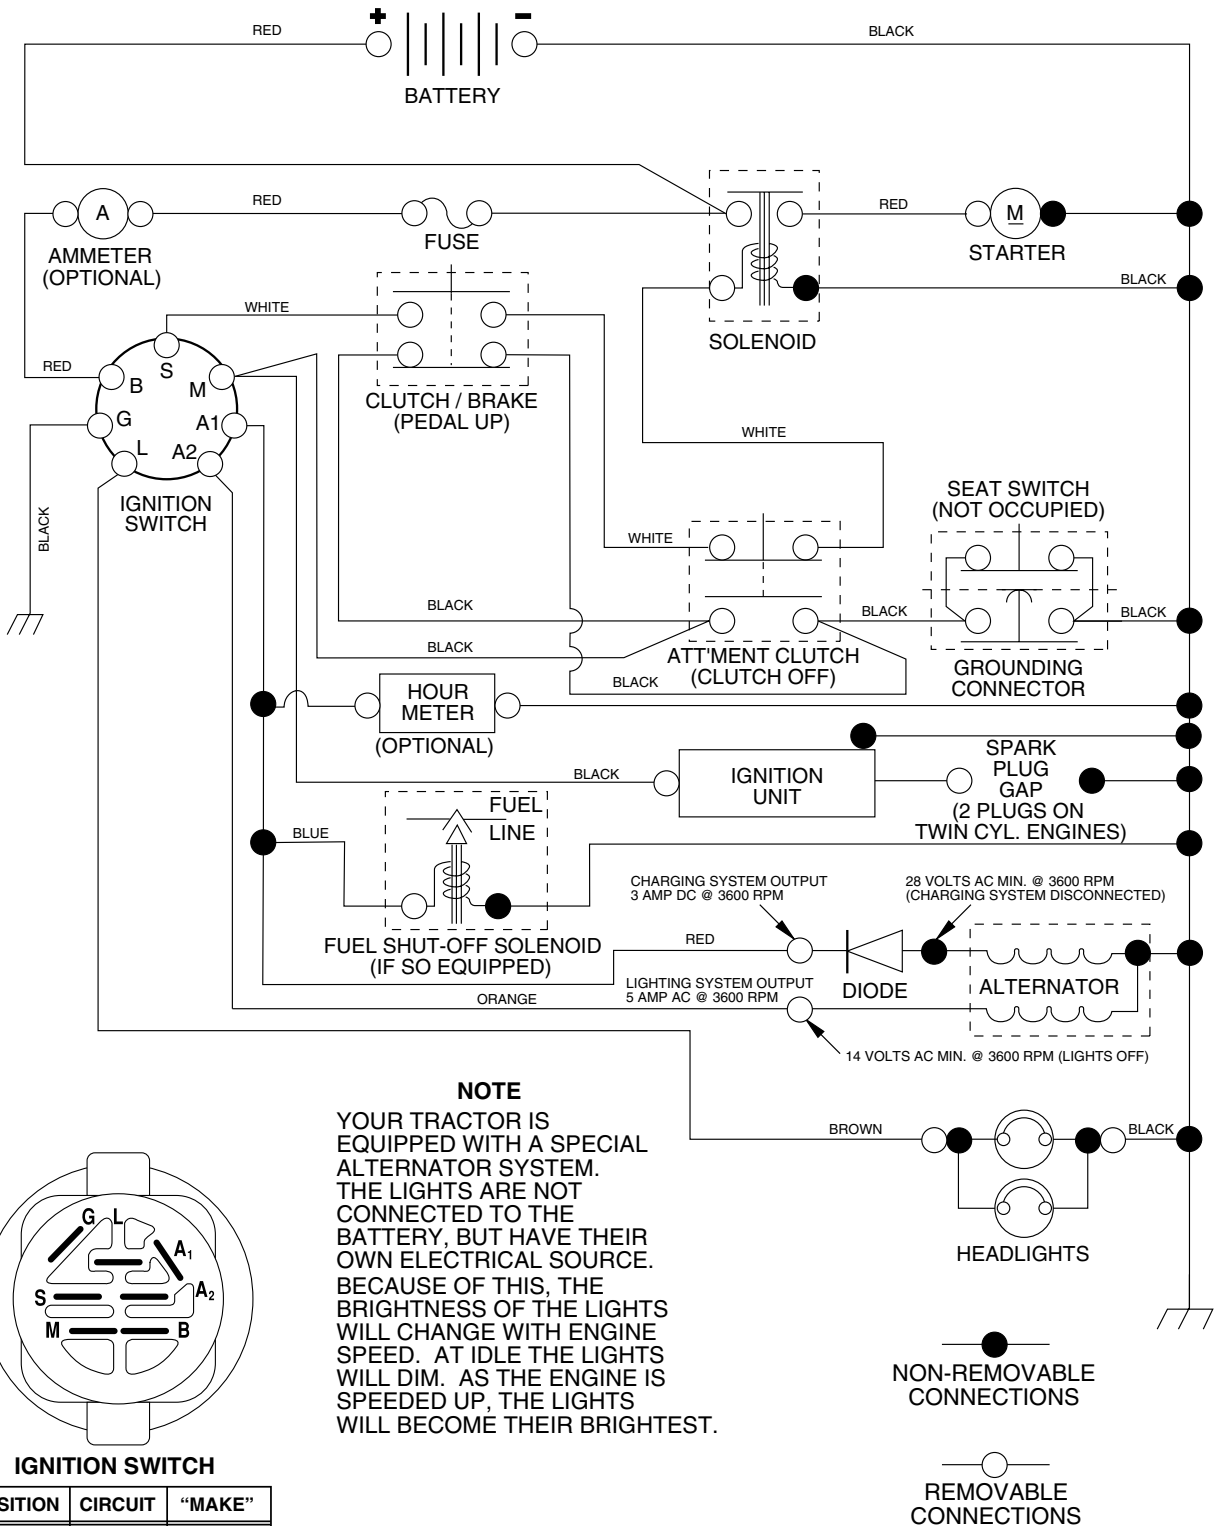 + -
RED
BLACK
BATTERY
A
RED
FUSE
RED
M
AMMETER
(OPTIONAL)
STARTER
BLACK
WHITE
SOLENOID
RED
S
B
M
G
A1
L
A2
CLUTCH / BRAKE
(PEDAL UP)
WHITE
IGNITION
SWITCH
BLACK
SEAT SWITCH
(NOT OCCUPIED)
WHITE
BLACK
BLACK
BLACK
BLACK
ATT'MENT CLUTCH
(CLUTCH OFF)
GROUNDING
CONNECTOR
BLACK
HOUR
METER
(OPTIONAL)
BLACK
IGNITION
UNIT
SPARK
PLUG
GAP
(2 PLUGS ON
TWIN CYL. ENGINES)
FUEL
LINE
BLUE
FUEL SHUT-OFF SOLENOID
(IF SO EQUIPPED)
CHARGING SYSTEM OUTPUT
3 AMP DC @ 3600 RPM
28 VOLTS AC MIN. @ 3600 RPM
(CHARGING SYSTEM DISCONNECTED)
RED
DIODE
ALTERNATOR
LIGHTING SYSTEM OUTPUT
5 AMP AC @ 3600 RPM
ORANGE
14 VOLTS AC MIN. @ 3600 RPM (LIGHTS OFF)
BROWN
BLACK
HEADLIGHTS
NOTE
YOUR TRACTOR IS
EQUIPPED WITH A SPECIAL
ALTERNATOR SYSTEM.
THE LIGHTS ARE NOT
CONNECTED TO THE
BATTERY, BUT HAVE THEIR
OWN ELECTRICAL SOURCE.
BECAUSE OF THIS, THE
BRIGHTNESS OF THE LIGHTS
WILL CHANGE WITH ENGINE
SPEED. AT IDLE THE LIGHTS
WILL DIM. AS THE ENGINE IS
SPEEDED UP, THE LIGHTS
WILL BECOME THEIR BRIGHTEST.
G L
A1
S
A2
M
B
IGNITION SWITCH
SITION CIRCUIT “MAKE”
NON-REMOVABLE
CONNECTIONS
REMOVABLE
CONNECTIONS